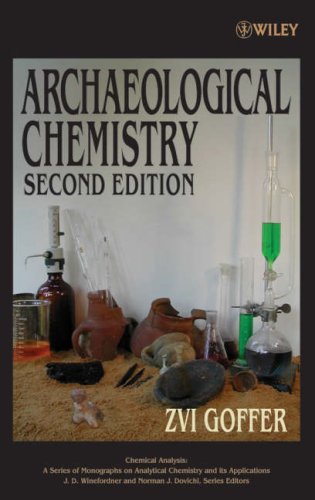 WILEY
ARCHAEOLOGICAL
CHEMISTRY
SECOND EDITION
ZVI GOFFER
Chemical Analysis:
A Series of Monographs on Analytical Chemistry and its Applications
J. D. Winefordner and Norman J. Dovichi, Series Editors